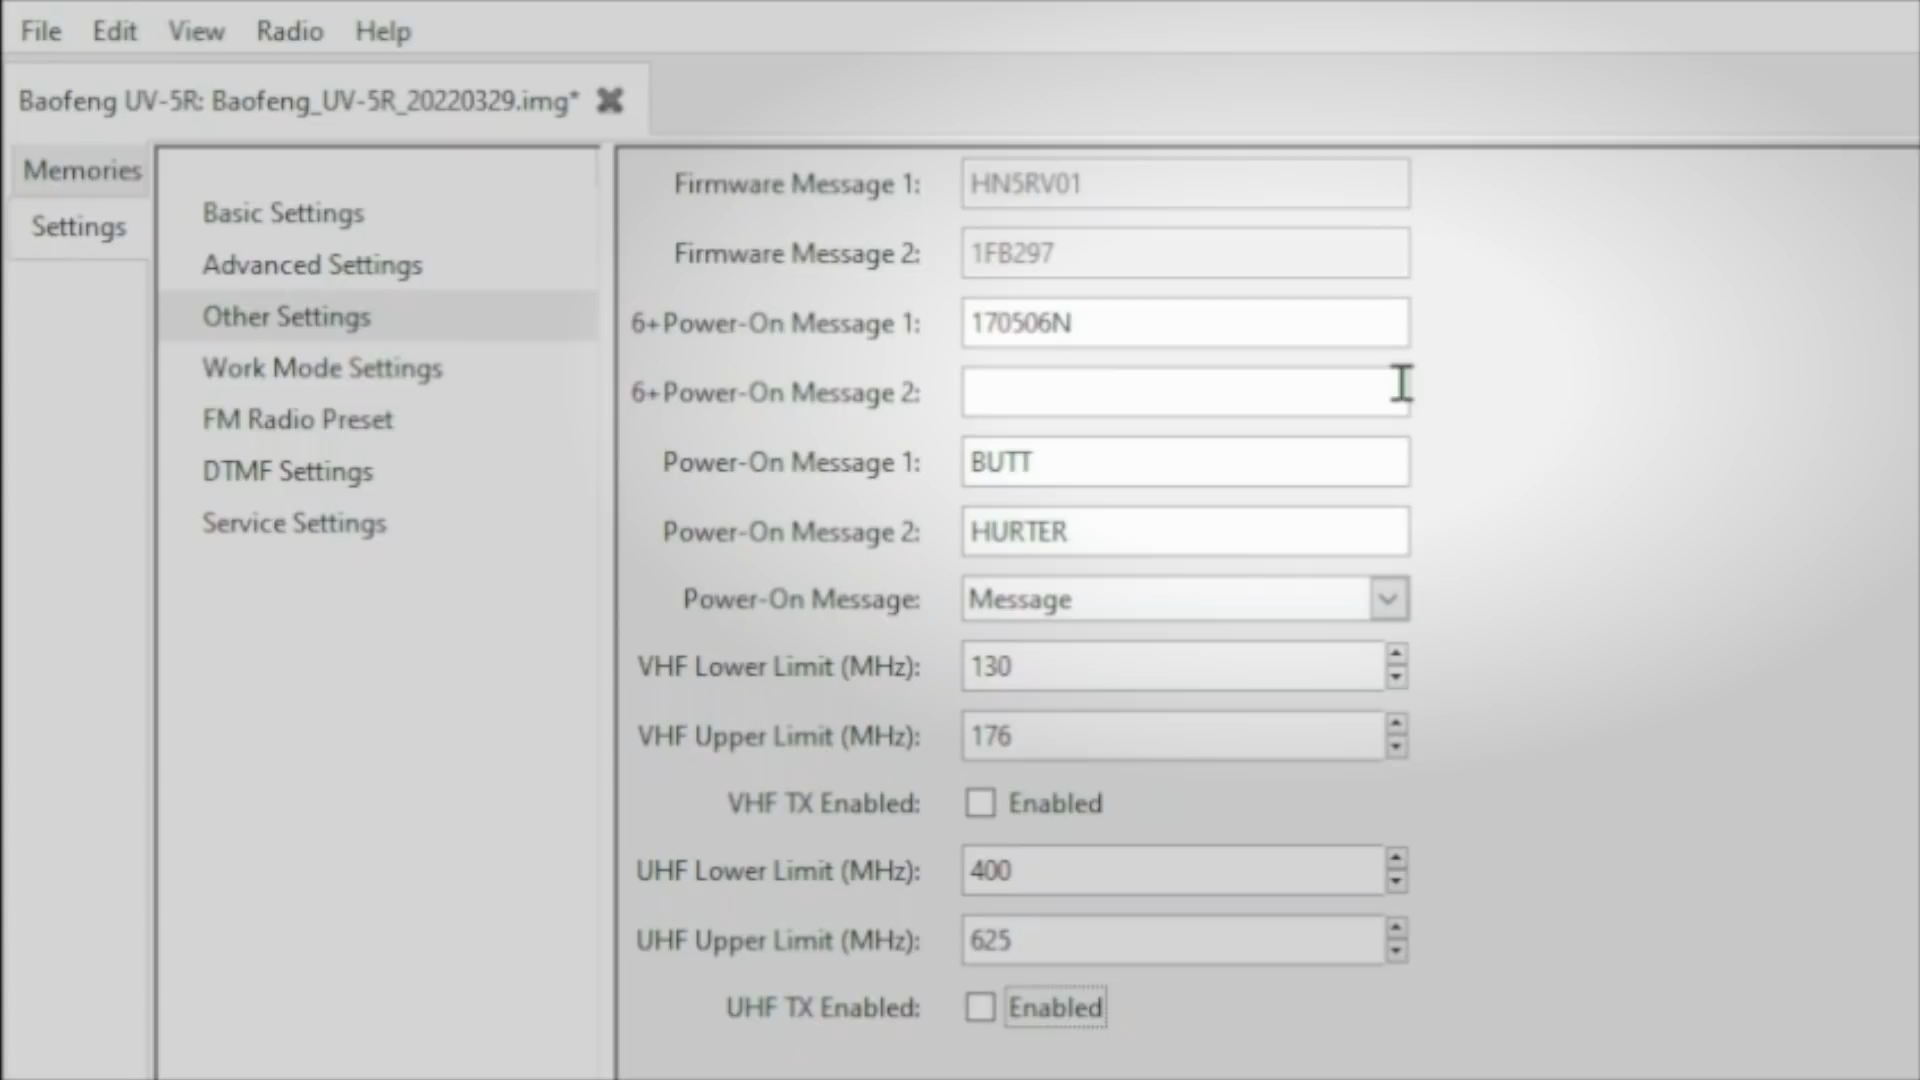 File Edit View Radio Help
Baofeng UV-5R: Baofeng_UV-5R_20220329.img*
Memories
Settings
Basic Settings
Advanced Settings
Other Settings
Work Mode Settings
FM Radio Preset
DTMF Settings
Service Settings
Firmware Message 1: HN5RV01
Firmware Message 2: 1FB297
6+Power-On Message 1: 170506N
6+Power-On Message 2:
Power-On Message 1: BUTT
Power-On Message 2: HURTER
Power-On Message: Message
VHF Lower Limit (MHz): 130
VHF Upper Limit (MHz): 176
VHF TX Enabled: Enabled
UHF Lower Limit (MHz): 400
UHF Upper Limit (MHz): 625
UHF TX Enabled: Enabled